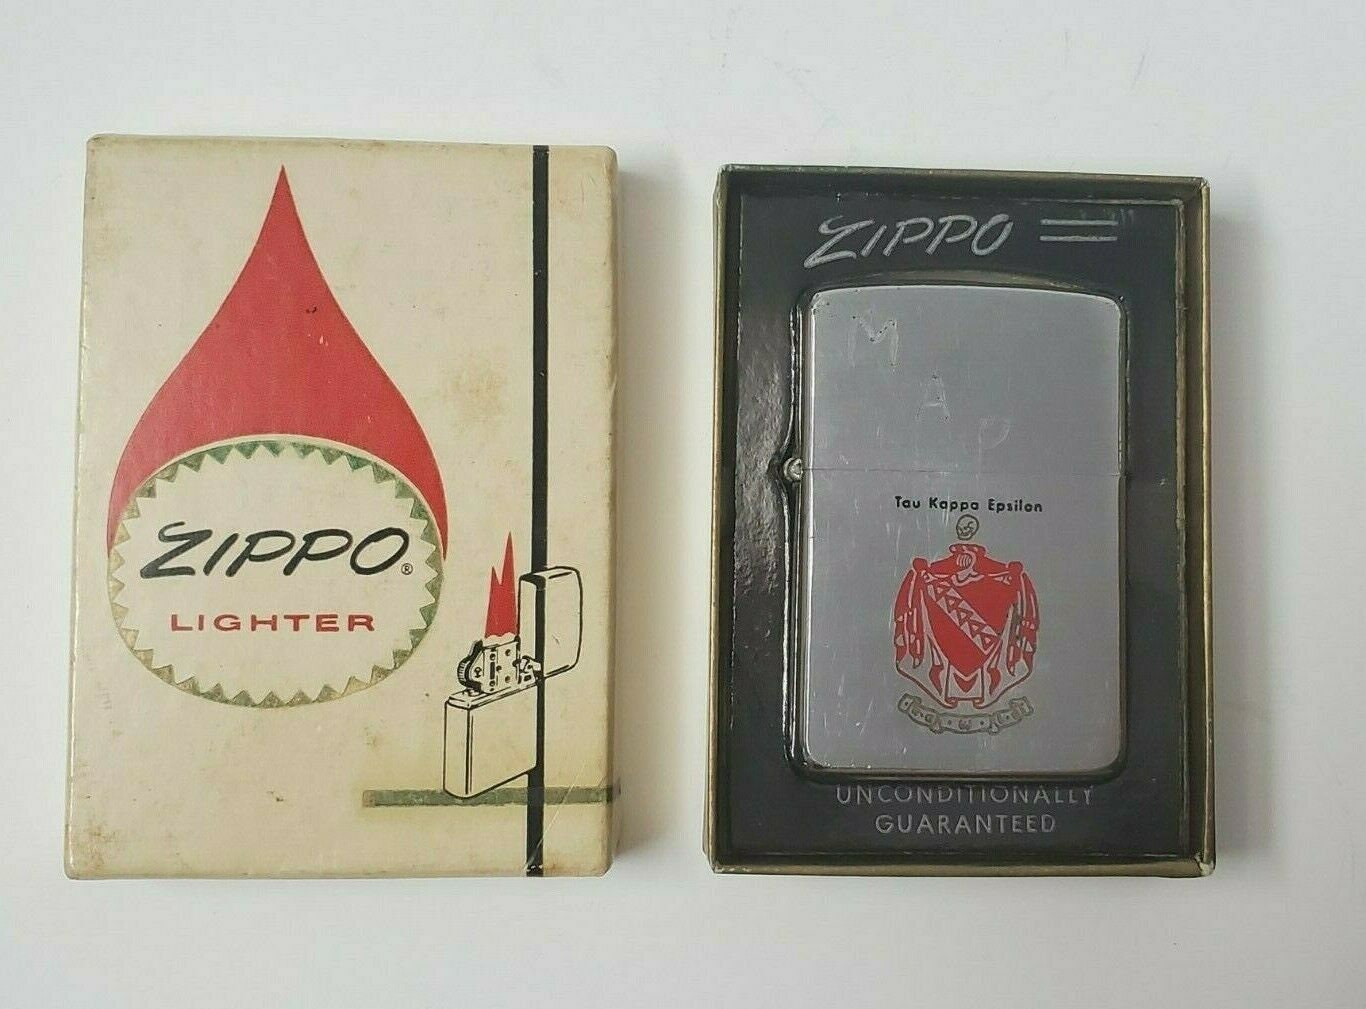 ZIPPO®
LIGHTER
ZIPPO
M
A
P
Tau Kappa Epsilon
UNCONDITIONALLY
GUARANTEED